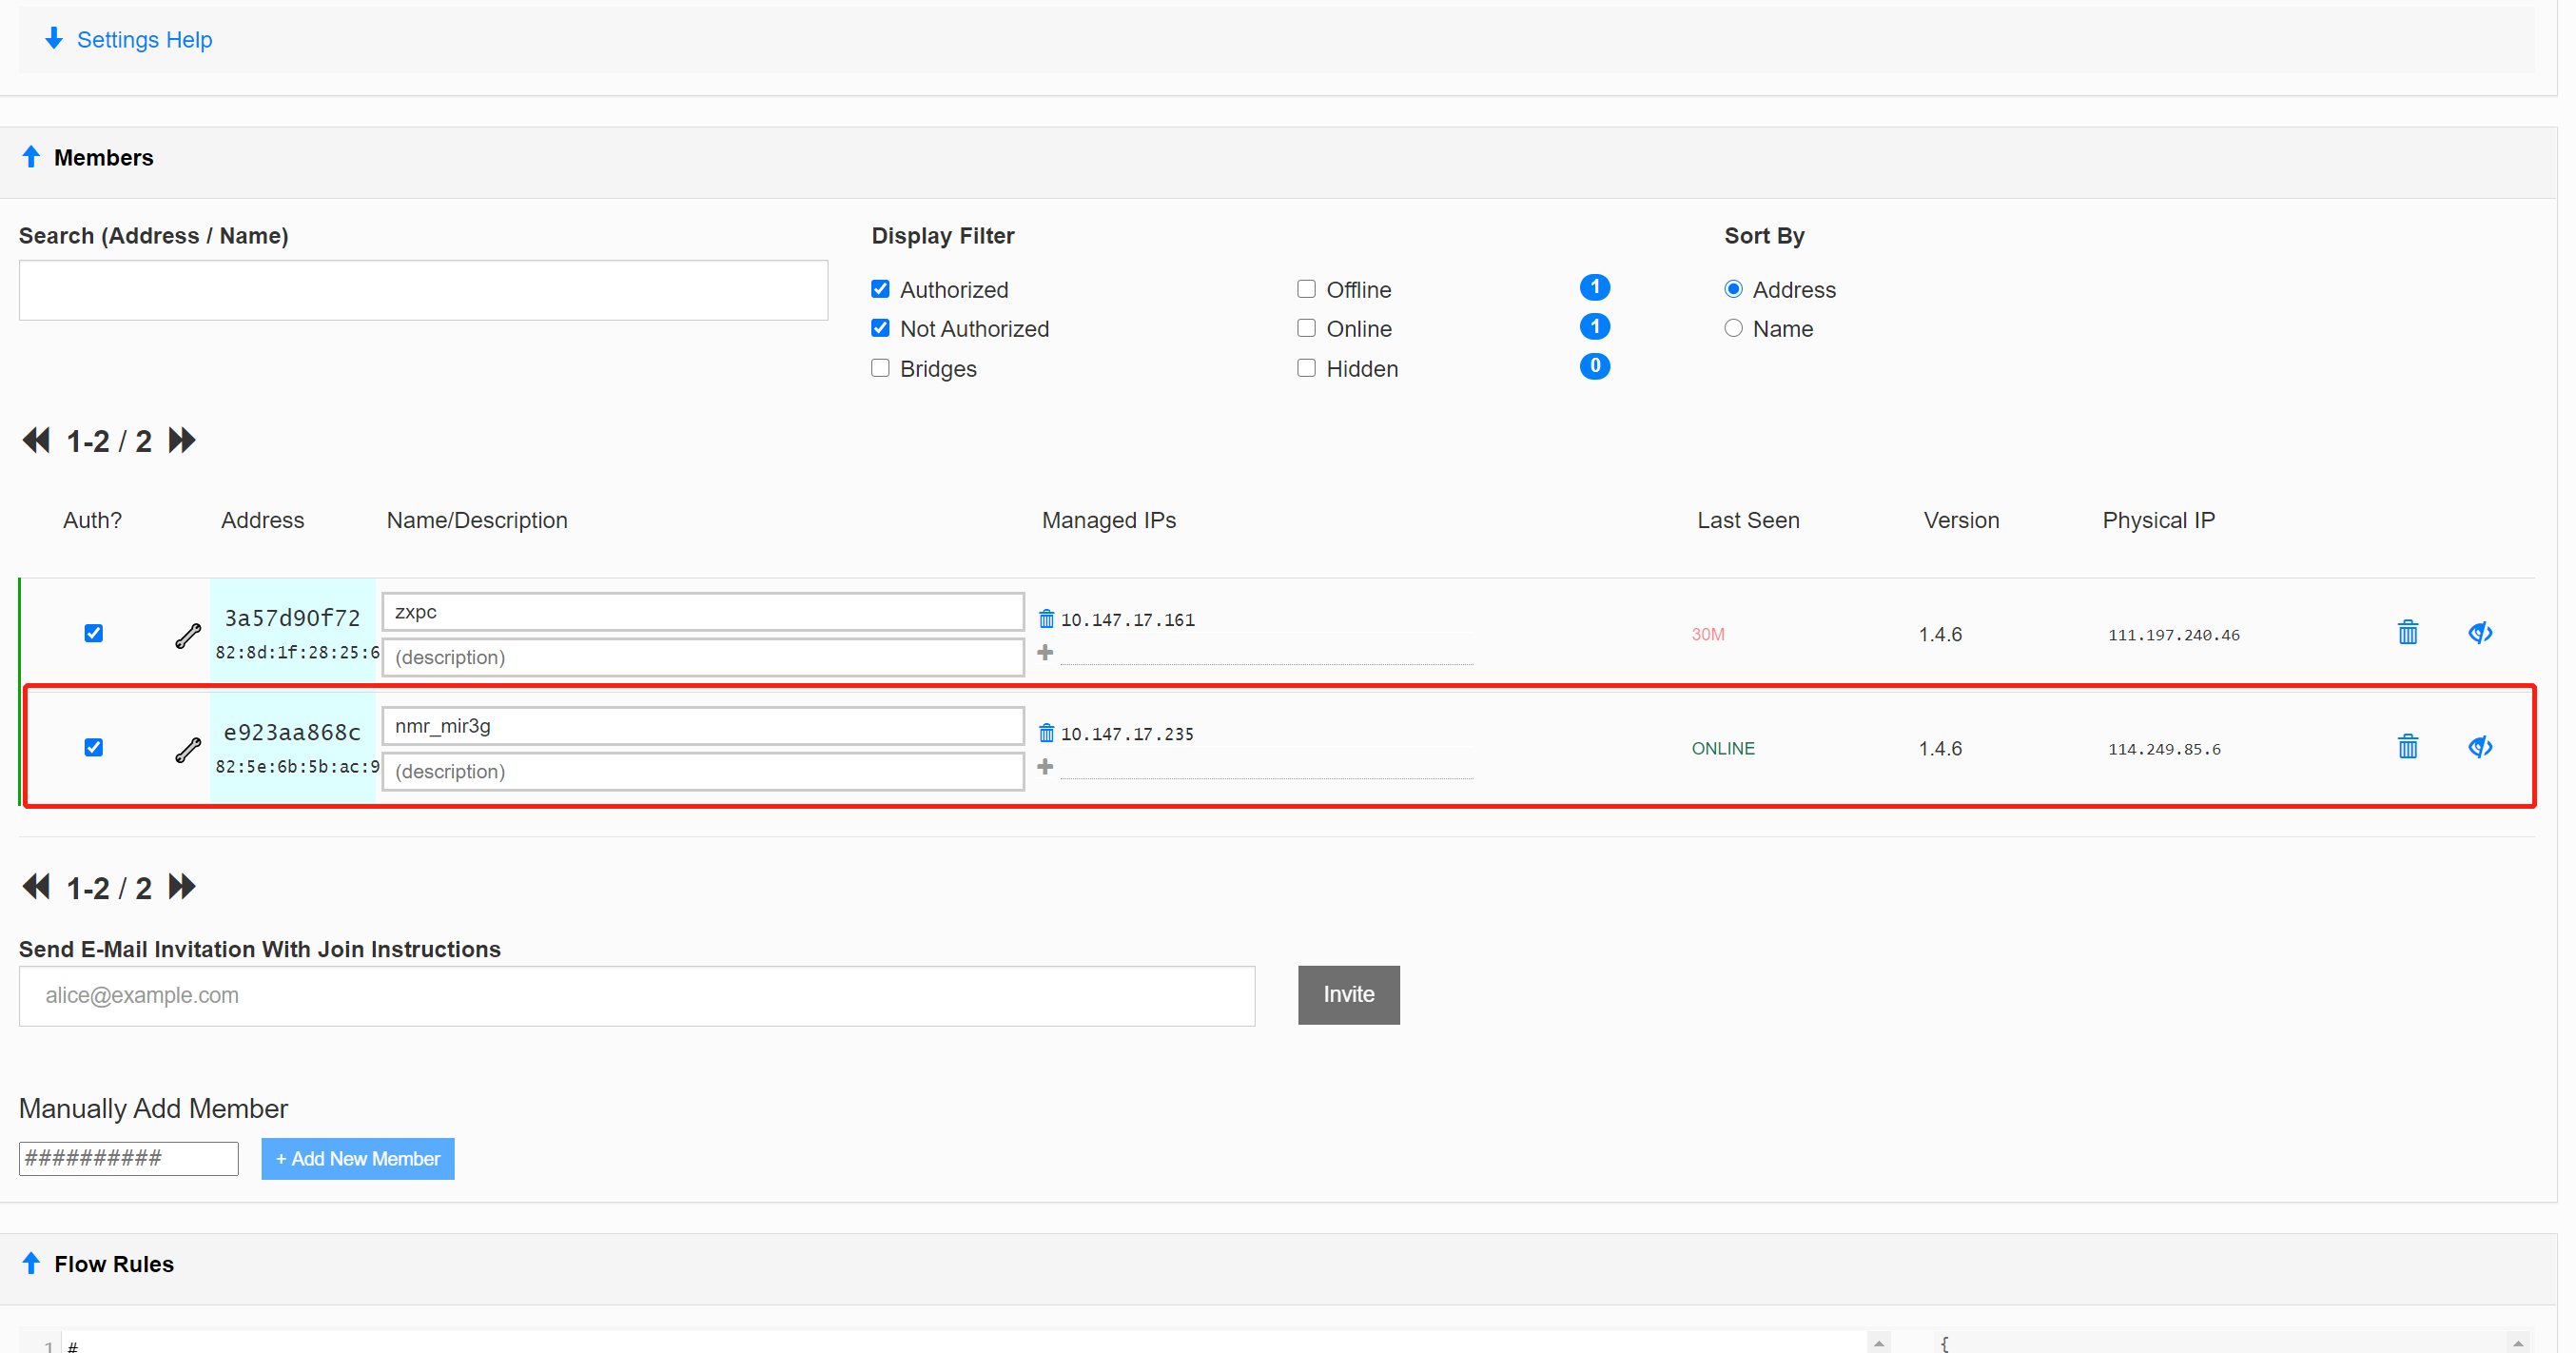 Settings Help
Members
Search (Address / Name)
Display Filter
Sort By
Authorized
Offline
1
Address
Not Authorized
Online
1
Name
Bridges
Hidden
0
1-2 / 2
Auth?
Address
Name/Description
Managed IPs
Last Seen
Version
Physical IP
3a57d90f72
82:8d:1f:28:25:6
zxpc
(description)
10.147.17.161
30M
1.4.6
111.197.240.46
e923aa868c
82:5e:6b:5b:ac:9
nmr_mir3g
(description)
10.147.17.235
ONLINE
1.4.6
114.249.85.6
1-2 / 2
Send E-Mail Invitation With Join Instructions
alice@example.com
Invite
Manually Add Member
##########
+ Add New Member
Flow Rules
1 #
{